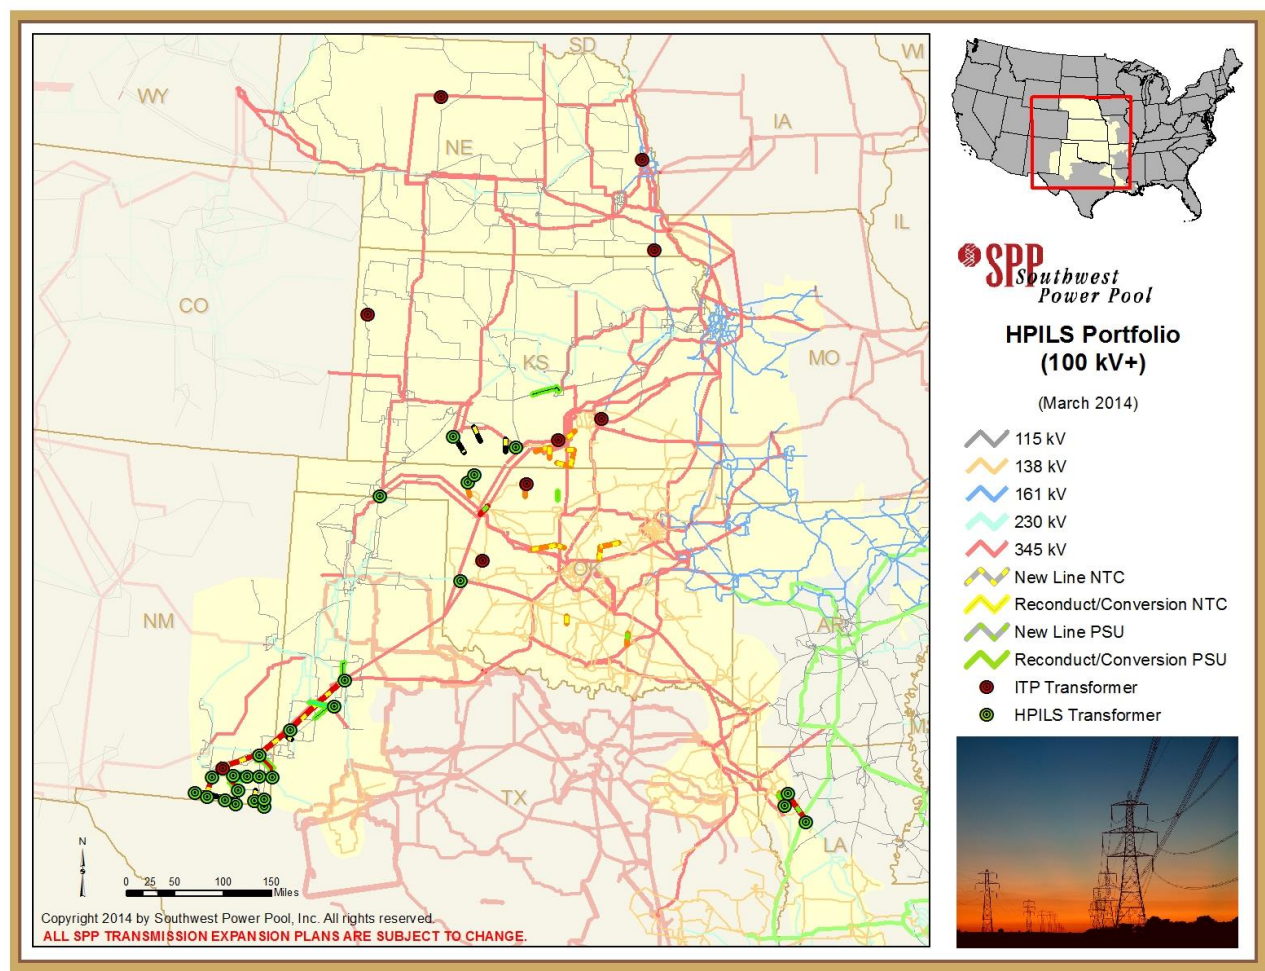 SD
WI
WY
IA
NE
IL
CO
KS
MO
OK
NM
AR
TX
LA
N
S
0 25 50 100 150
Miles
Copyright 2014 by Southwest Power Pool, Inc. All rights reserved.
ALL SPP TRANSMISSION EXPANSION PLANS ARE SUBJECT TO CHANGE.
SPP
Southwest
Power Pool
HPILS Portfolio
(100 kV+)
(March 2014)
115 kV
138 kV
161 kV
230 kV
345 kV
New Line NTC
Reconduct/Conversion NTC
New Line PSU
Reconduct/Conversion PSU
ITP Transformer
HPILS Transformer